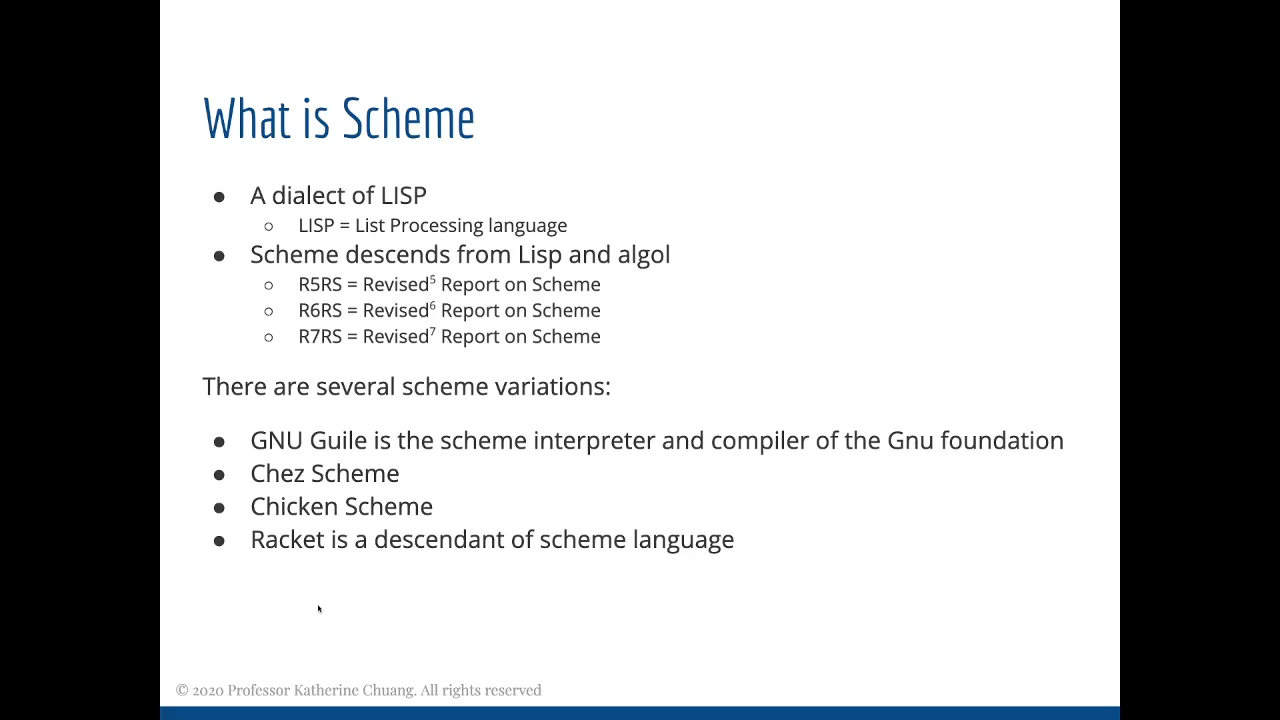 What is Scheme
● A dialect of LISP
○ LISP = List Processing language
● Scheme descends from Lisp and algol
○ R5RS = Revised⁵ Report on Scheme
○ R6RS = Revised⁶ Report on Scheme
○ R7RS = Revised⁷ Report on Scheme
There are several scheme variations:
● GNU Guile is the scheme interpreter and compiler of the Gnu foundation
● Chez Scheme
● Chicken Scheme
● Racket is a descendant of scheme language
© 2020 Professor Katherine Chuang. All rights reserved